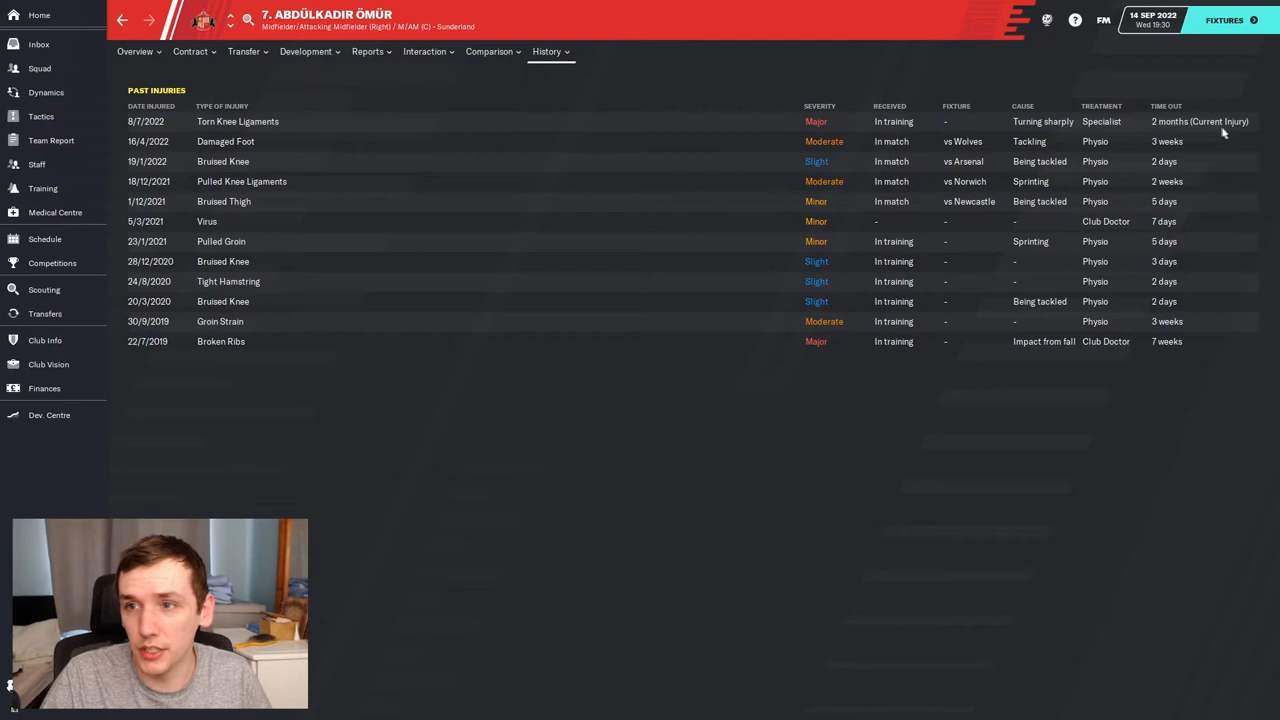 Home
7. ABDÜLKADIR ÖMÜR
Midfielder/Attacking Midfielder (Right) / M/AM (C) - Sunderland
FM
14 SEP 2022
Wed 19:30
FIXTURES
Overview Contract Transfer Development Reports Interaction Comparison History
Inbox
Squad
Dynamics
Tactics
Team Report
Staff
Training
Medical Centre
Schedule
Competitions
Scouting
Transfers
Club Info
Club Vision
Finances
Dev. Centre
PAST INJURIES
DATE INJURED TYPE OF INJURY SEVERITY RECEIVED FIXTURE CAUSE TREATMENT TIME OUT
8/7/2022 Torn Knee Ligaments Major In training - Turning sharply Specialist 2 months (Current Injury)
16/4/2022 Damaged Foot Moderate In match vs Wolves Tackling Physio 3 weeks
19/1/2022 Bruised Knee Slight In match vs Arsenal Being tackled Physio 2 days
18/12/2021 Pulled Knee Ligaments Moderate In match vs Norwich Sprinting Physio 2 weeks
1/12/2021 Bruised Thigh Minor In match vs Newcastle Being tackled Physio 5 days
5/3/2021 Virus Minor - - - Club Doctor 7 days
23/1/2021 Pulled Groin Minor In training - Sprinting Physio 5 days
28/12/2020 Bruised Knee Slight In training - - Physio 3 days
24/8/2020 Tight Hamstring Slight In training - - Physio 2 days
20/3/2020 Bruised Knee Slight In training - Being tackled Physio 2 days
30/9/2019 Groin Strain Moderate In training - - Physio 3 weeks
22/7/2019 Broken Ribs Major In training - Impact from fall Club Doctor 7 weeks